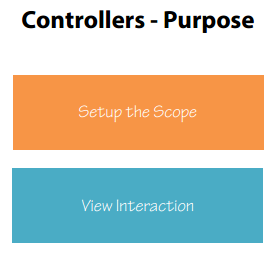 Controllers - Purpose
Setup the Scope
View Interaction